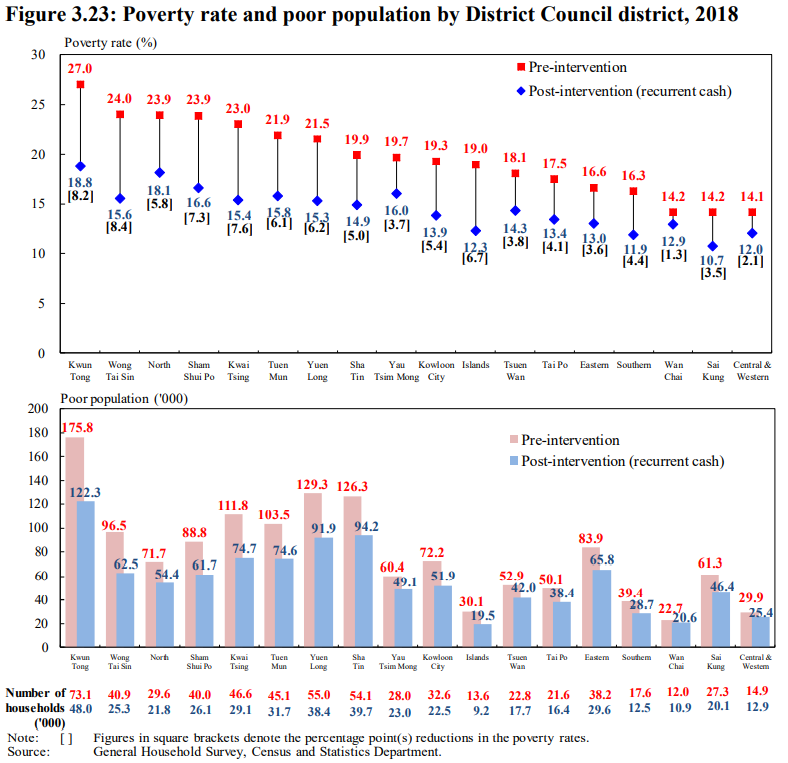 Figure 3.23: Poverty rate and poor population by District Council district, 2018
Poverty rate (%)
30
25
20
15
10
5
0
Pre-intervention
Post-intervention (recurrent cash)
27.0 24.0 23.9 23.9 23.0 21.9 21.5 19.9 19.7 19.3 19.0 18.1 17.5 16.6 16.3 14.2 14.2 14.1
18.8 15.6 18.1 16.6 15.4 15.8 15.3 14.9 16.0 13.9 12.3 14.3 13.4 13.0 11.9 12.9 10.7 12.0
[8.2] [8.4] [5.8] [7.3] [7.6] [6.1] [6.2] [5.0] [3.7] [5.4] [6.7] [3.8] [4.1] [3.6] [4.4] [1.3] [3.5] [2.1]
Kwun Wong North Sham Kwai Tuen Yuen Sha Yau Kowloon Islands Tsuen Tai Po Eastern Southern Wan Sai Central &
Tong Tai Sin Shui Po Tsing Mun Long Tin Tsim Mong City Wan Chai Kung Western
Poor population ('000)
200
180
160
140
120
100
80
60
40
20
0
Pre-intervention
Post-intervention (recurrent cash)
175.8 96.5 71.7 88.8 111.8 103.5 129.3 126.3 60.4 72.2 30.1 52.9 50.1 83.9 39.4 22.7 61.3 29.9
122.3 62.5 54.4 61.7 74.7 74.6 91.9 94.2 49.1 51.9 19.5 42.0 38.4 65.8 28.7 20.6 46.4 25.4
Kwun Wong North Sham Kwai Tuen Yuen Sha Yau Kowloon Islands Tsuen Tai Po Eastern Southern Wan Sai Central &
Tong Tai Sin Shui Po Tsing Mun Long Tin Tsim Mong City Wan Chai Kung Western
Number of 73.1 40.9 29.6 40.0 46.6 45.1 55.0 54.1 28.0 32.6 13.6 22.8 21.6 38.2 17.6 12.0 27.3 14.9
households 48.0 25.3 21.8 26.1 29.1 31.7 38.4 39.7 23.0 22.5 9.2 17.7 16.4 29.6 12.5 10.9 20.1 12.9
('000)
Note: [ ] Figures in square brackets denote the percentage point(s) reductions in the poverty rates.
Source: General Household Survey, Census and Statistics Department.